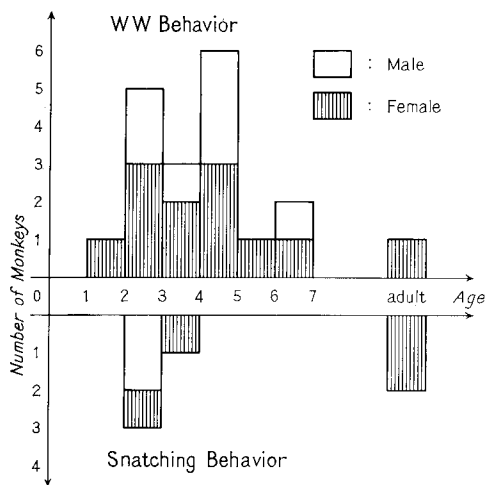 WW Behavior
6
5
4
3
2
1
: Male
: Female
Number of Monkeys
0 1 2 3 4 5 6 7 adult Age
1
2
3
4
Snatching Behavior